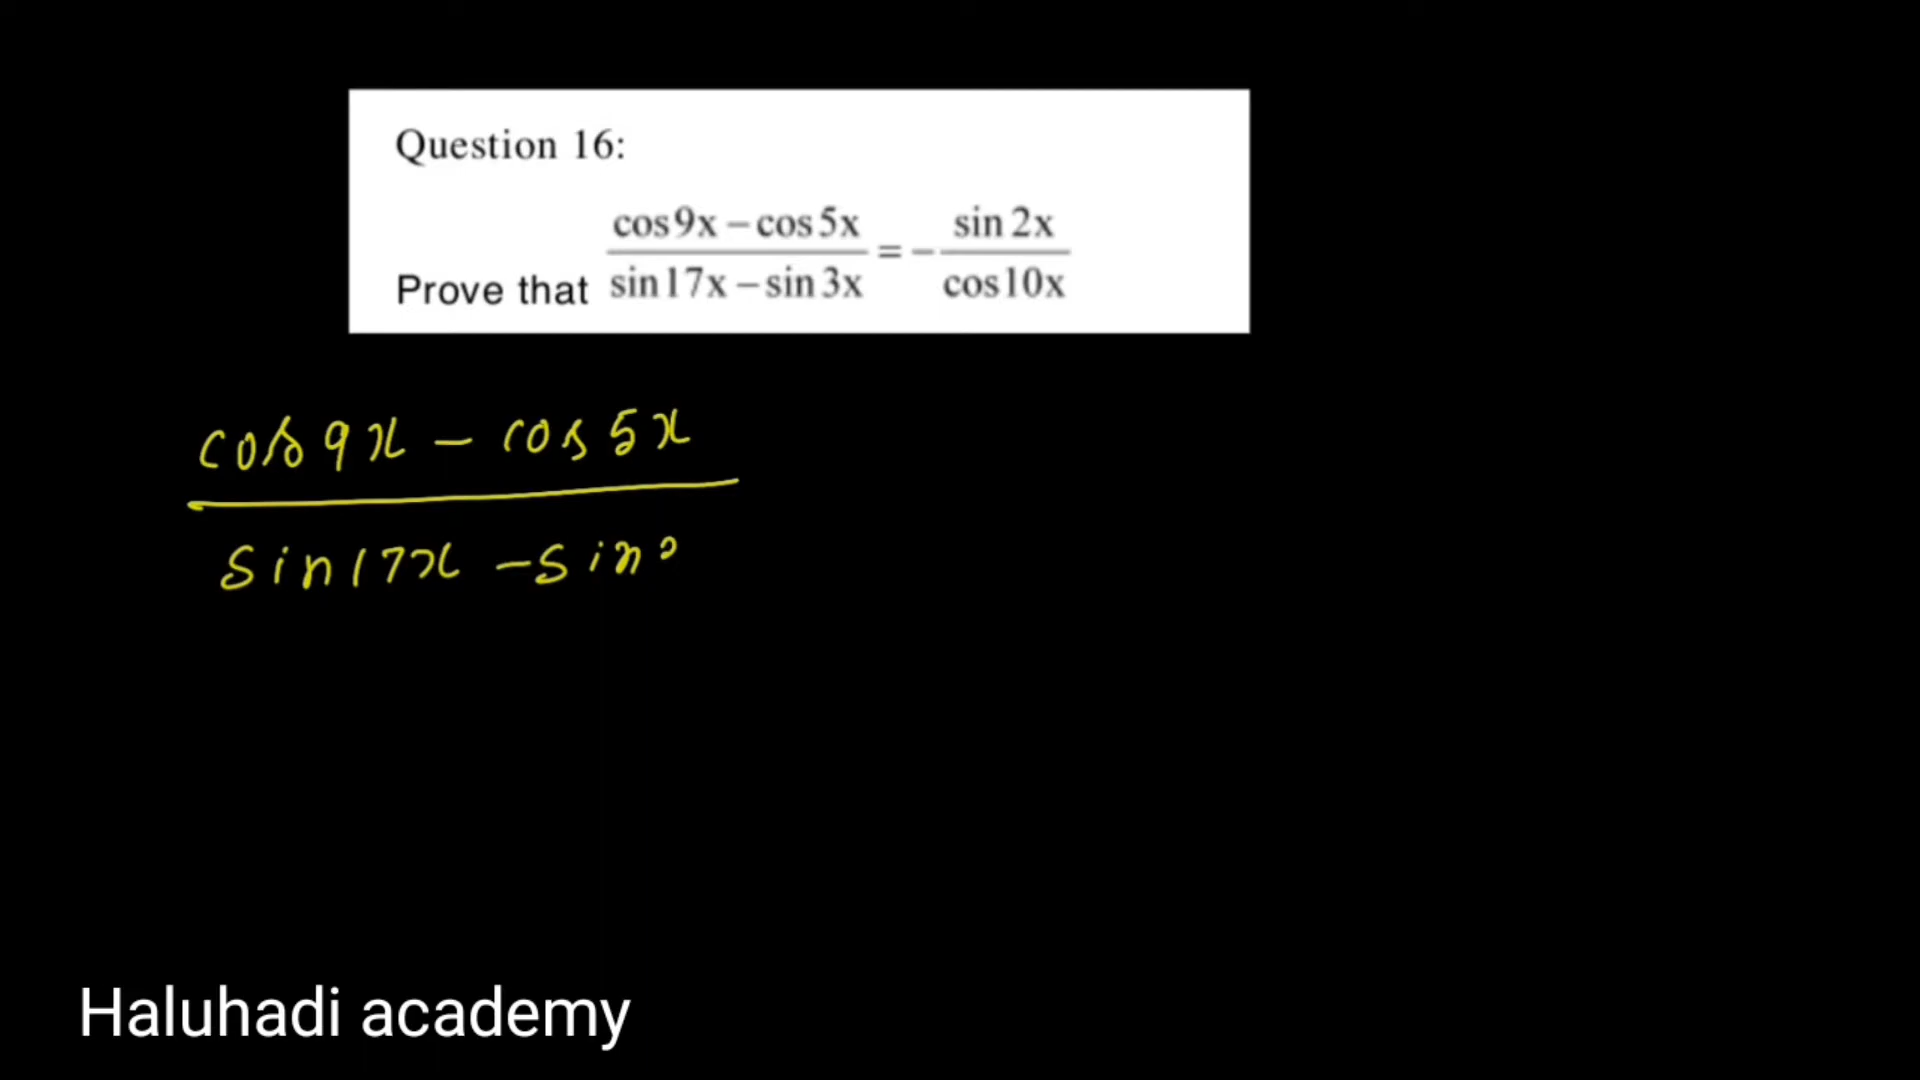 Question 16:
Prove that (cos 9x – cos 5x)/(sin 17x – sin 3x) = – (sin 2x)/(cos 10x)
cos 9x – cos 5x
sin 17x – sin
Haluhadi academy